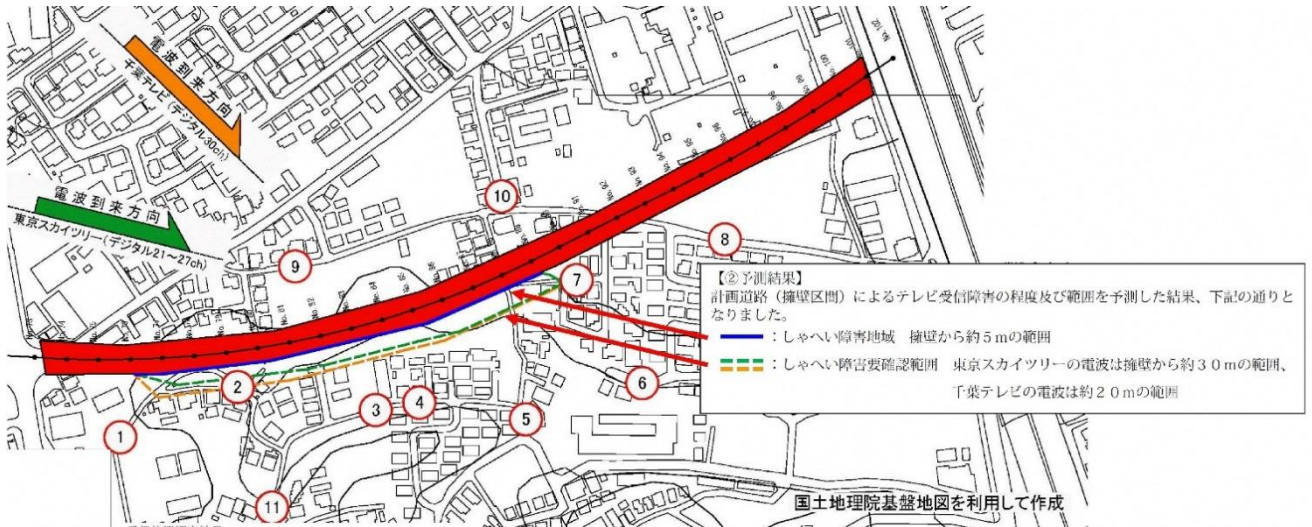 電波到来方向
千葉テレビ(デジタル30ch)
電波到来方向
東京スカイツリー(デジタル21~27ch)
⑩
⑨
⑧
⑦
②
⑥
③
④
⑤
①
⑪
【②予測結果】
計画道路(擁壁区間)によるテレビ受信障害の程度及び範囲を予測した結果、下記の通りと
なりました。
:しゃへい障害地域 擁壁から約5mの範囲
:しゃへい障害要確認範囲 東京スカイツリーの電波は擁壁から約30mの範囲、
千葉テレビの電波は約20mの範囲
国土地理院基盤地図を利用して作成